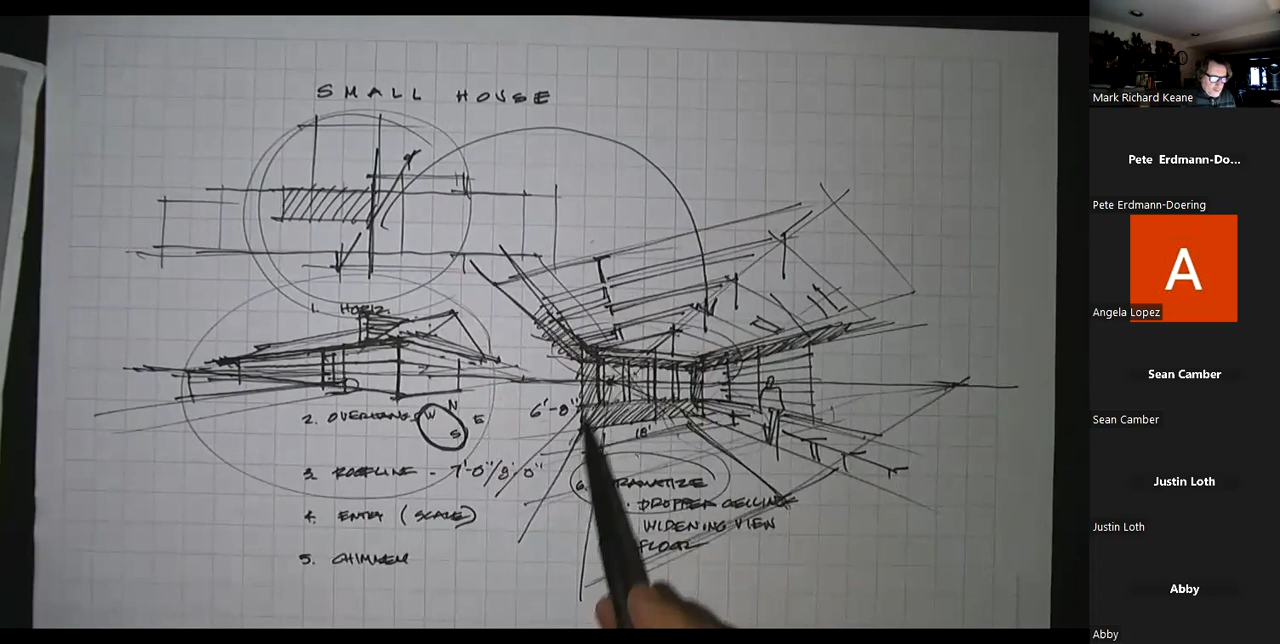 SMALL HOUSE
1. HORIZ.
2. OVERHANG
N
W
E
S
3. ROOFLINE - 7'-0"/8'-0"
4. ENTRY (SCALE)
5. CHIMNEY
6'-8"
18'
6. DRAMATIZE
· DROPPED CEILING
WIDENING VIEW
FLOOR
Mark Richard Keane
Pete Erdmann-Do...
Pete Erdmann-Doering
A
Angela Lopez
Sean Camber
Sean Camber
Justin Loth
Justin Loth
Abby
Abby